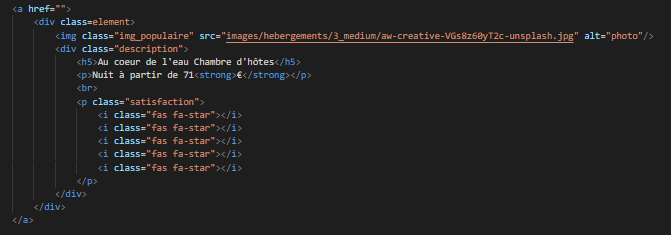 <a href="">
<div class=element>
<img class="img_populaire" src="images/hebergements/3_medium/aw-creative-VGs8z60yT2c-unsplash.jpg" alt="photo"/>
<div class="description">
<h5>Au coeur de l'eau Chambre d'hôtes</h5>
<p>Nuit à partir de 71<strong>€</strong></p>
<br>
<p class="satisfaction">
<i class="fas fa-star"></i>
<i class="fas fa-star"></i>
<i class="fas fa-star"></i>
<i class="fas fa-star"></i>
<i class="fas fa-star"></i>
</p>
</div>
</div>
</a>